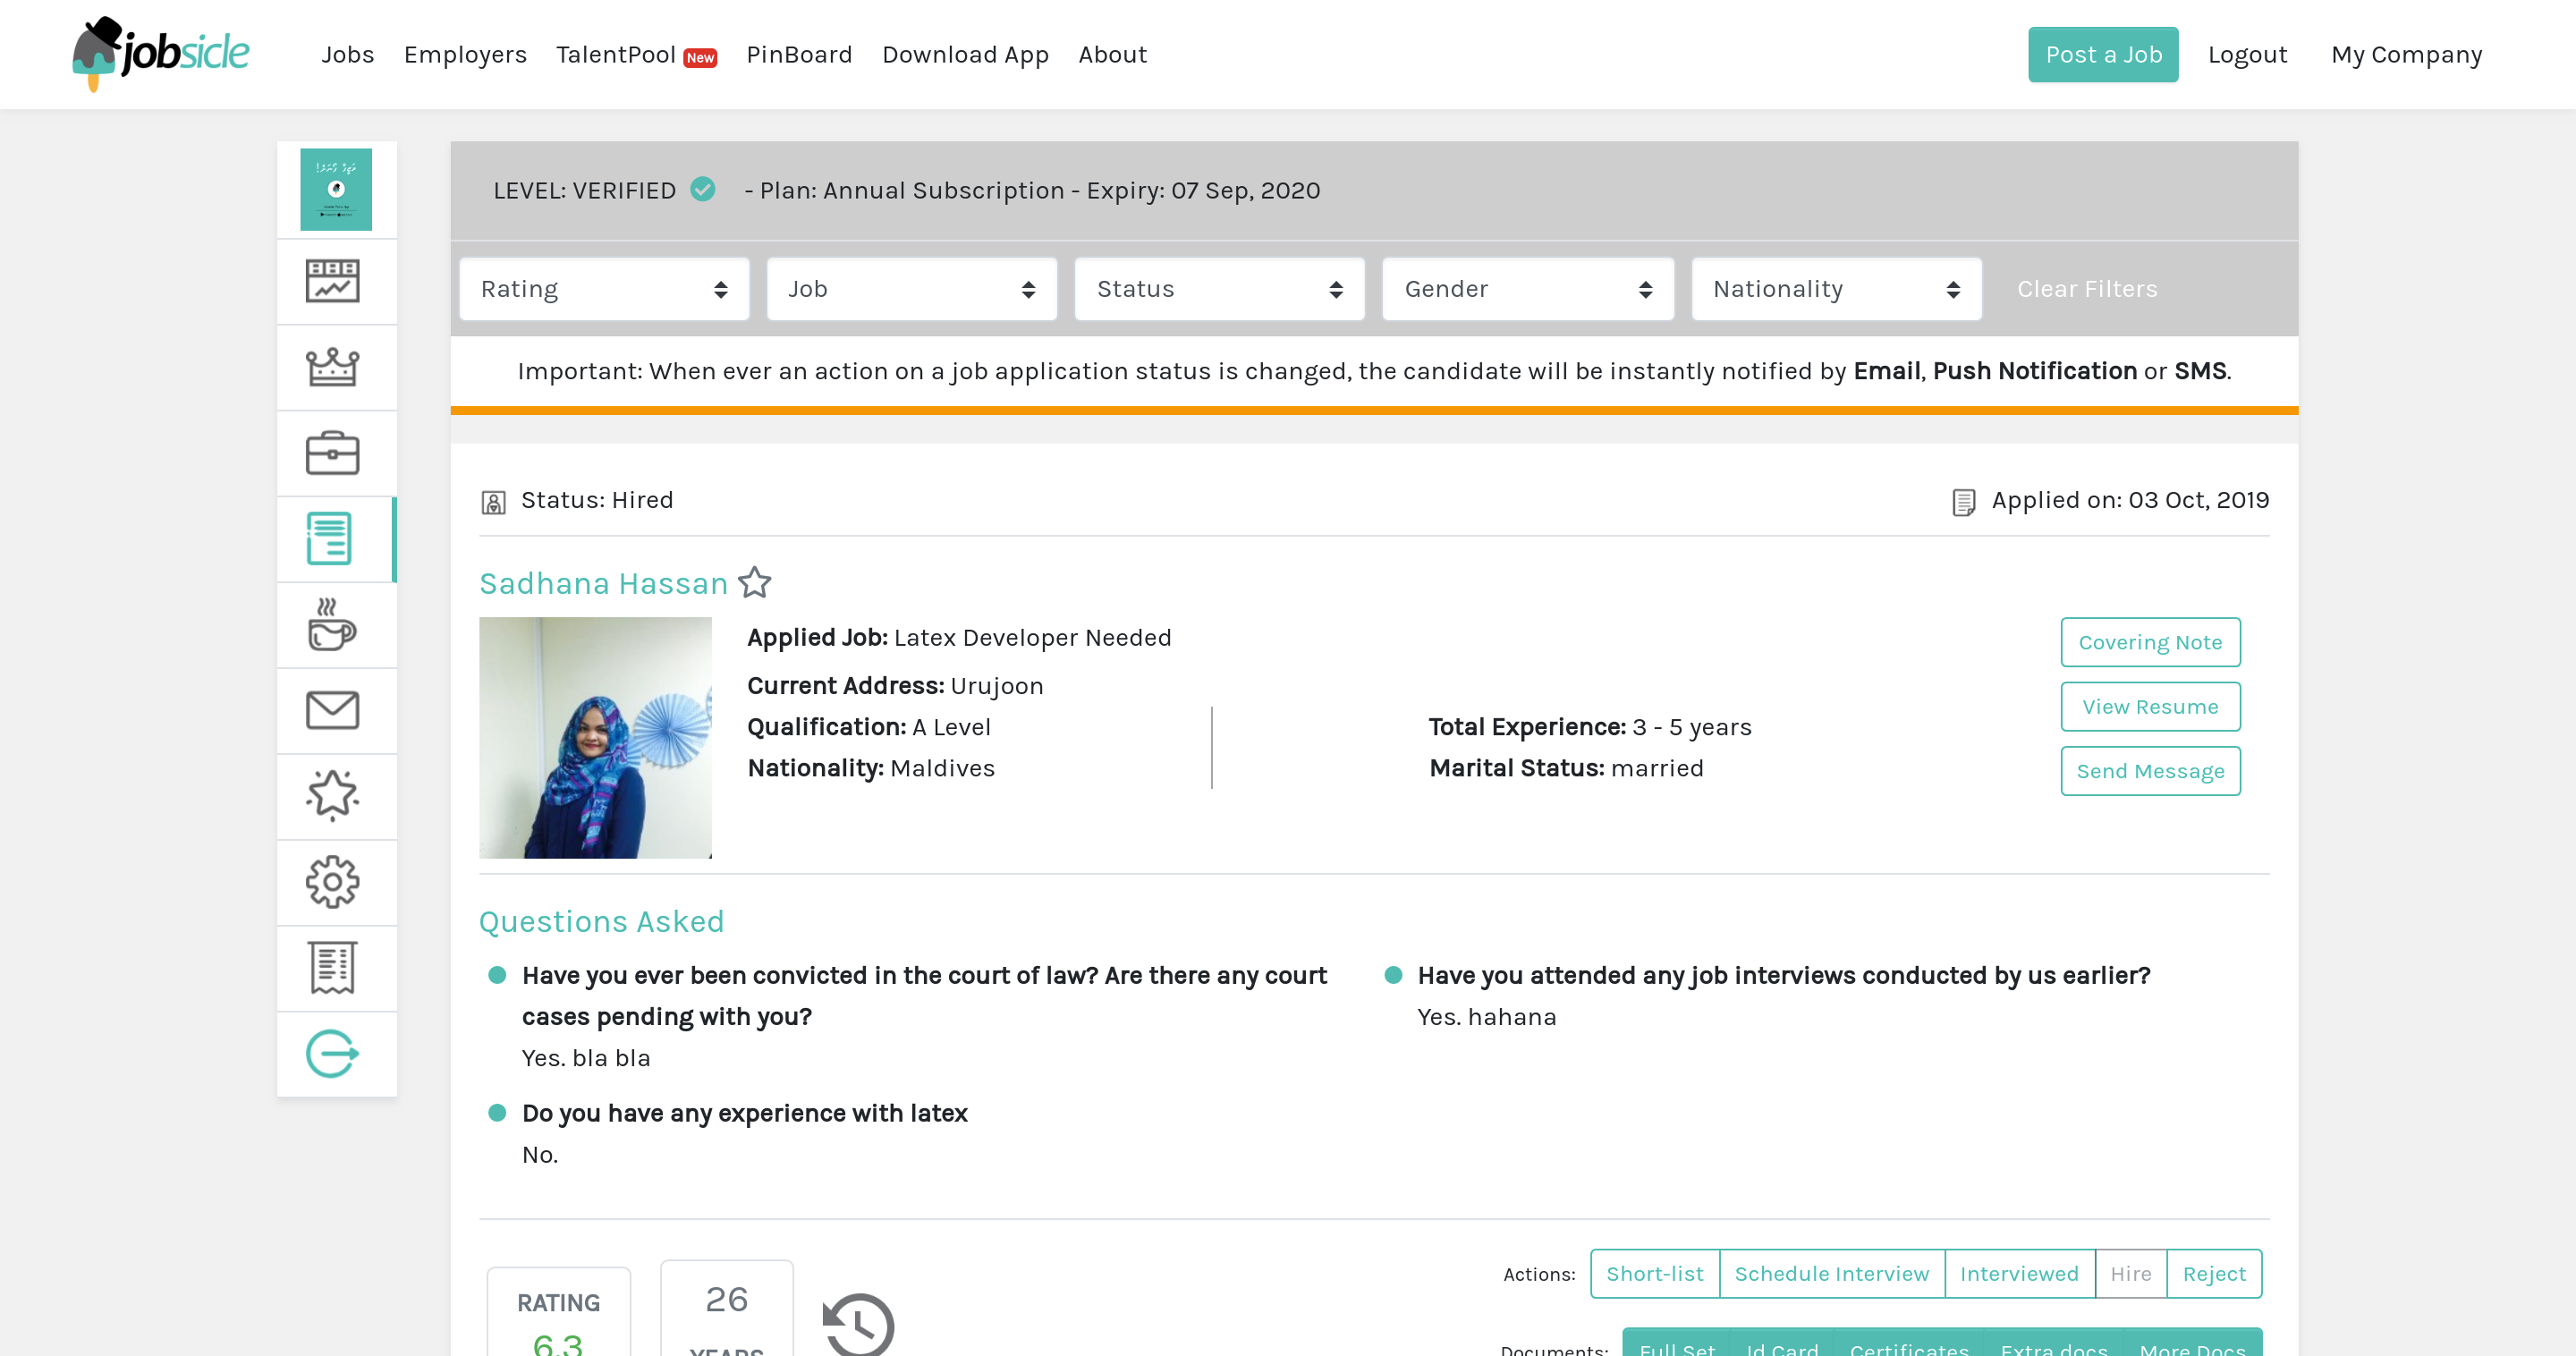 jobsicle
Jobs Employers TalentPool New PinBoard Download App About
Post a Job Logout My Company
LEVEL: VERIFIED - Plan: Annual Subscription - Expiry: 07 Sep, 2020
Rating Job Status Gender Nationality Clear Filters
Important: When ever an action on a job application status is changed, the candidate will be instantly notified by Email, Push Notification or SMS.
Status: Hired
Applied on: 03 Oct, 2019
Sadhana Hassan
Applied Job: Latex Developer Needed
Current Address: Urujoon
Qualification: A Level
Nationality: Maldives
Total Experience: 3 - 5 years
Marital Status: married
Covering Note
View Resume
Send Message
Questions Asked
Have you ever been convicted in the court of law? Are there any court
cases pending with you?
Yes. bla bla
Have you attended any job interviews conducted by us earlier?
Yes. hahana
Do you have any experience with latex
No.
RATING
6.3
26
YEARS
Actions: Short-list Schedule Interview Interviewed Hire Reject
Documents: Full Set Id Card Certificates Extra docs More Docs